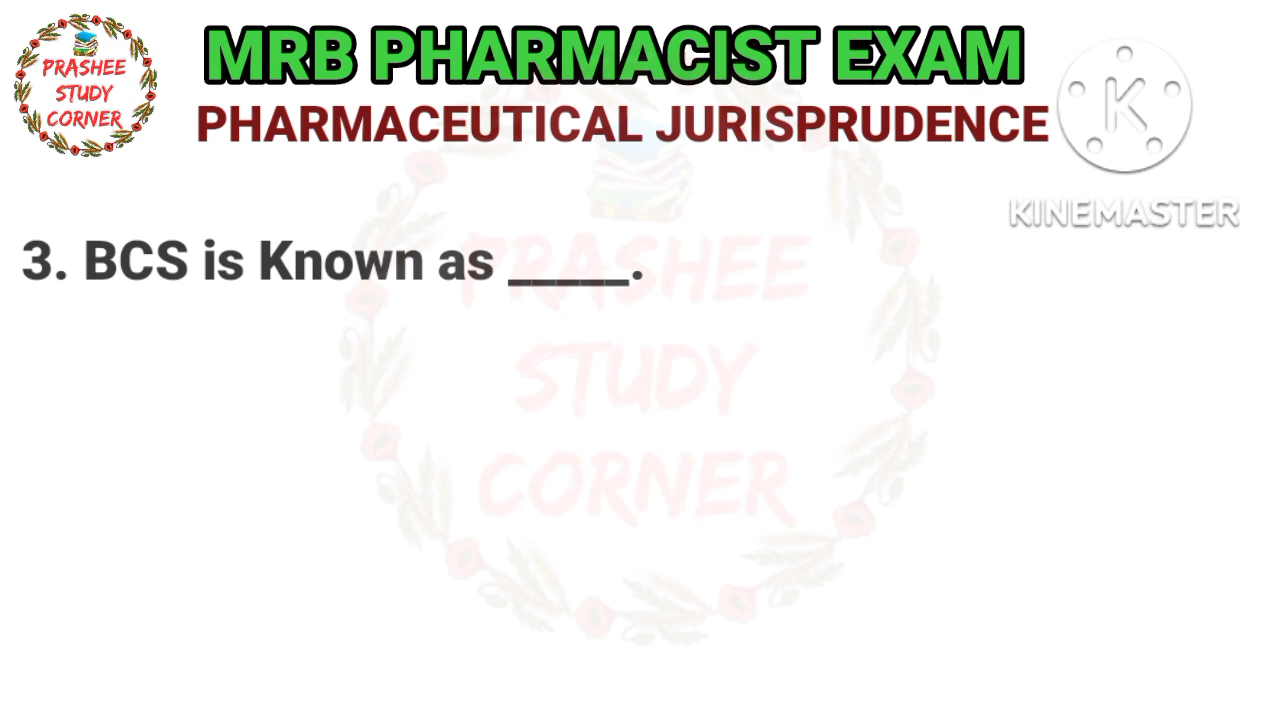 PRASHEE
STUDY
CORNER
MRB PHARMACIST EXAM
PHARMACEUTICAL JURISPRUDENCE
K
KINEMASTER
3. BCS is Known as _____.
PRASHEE
STUDY
CORNER